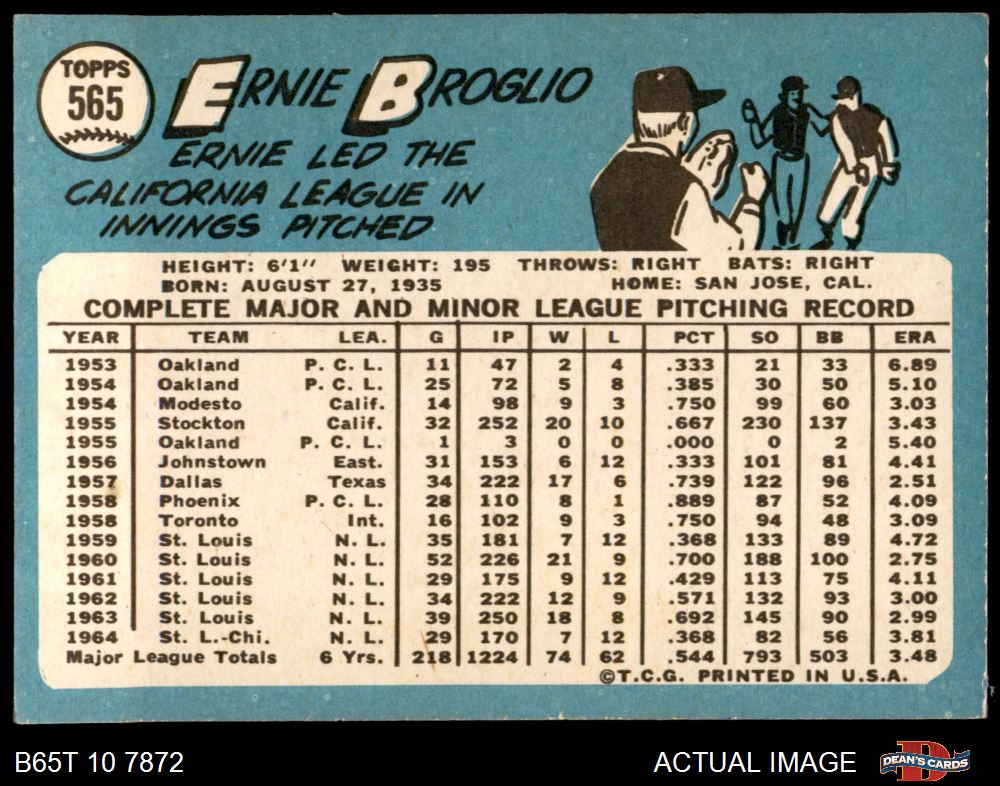 TOPPS
565
ERNIE BROGLIO
ERNIE LED THE
CALIFORNIA LEAGUE IN
INNINGS PITCHED
HEIGHT: 6'1" WEIGHT: 195 THROWS: RIGHT BATS: RIGHT
BORN: AUGUST 27, 1935 HOME: SAN JOSE, CAL.
COMPLETE MAJOR AND MINOR LEAGUE PITCHING RECORD
YEAR TEAM LEA. G IP W L PCT SO BB ERA
1953 Oakland P. C. L. 11 47 2 4 .333 21 33 6.89
1954 Oakland P. C. L. 25 72 5 8 .385 30 50 5.10
1954 Modesto Calif. 14 98 9 3 .750 99 60 3.03
1955 Stockton Calif. 32 252 20 10 .667 230 137 3.43
1955 Oakland P. C. L. 1 3 0 0 .000 0 2 5.40
1956 Johnstown East. 31 153 6 12 .333 101 81 4.41
1957 Dallas Texas 34 222 17 6 .739 122 96 2.51
1958 Phoenix P. C. L. 28 110 8 1 .889 87 52 4.09
1958 Toronto Int. 16 102 9 3 .750 94 48 3.09
1959 St. Louis N. L. 35 181 7 12 .368 133 89 4.72
1960 St. Louis N. L. 52 226 21 9 .700 188 100 2.75
1961 St. Louis N. L. 29 175 9 12 .429 113 75 4.11
1962 St. Louis N. L. 34 222 12 9 .571 132 93 3.00
1963 St. Louis N. L. 39 250 18 8 .692 145 90 2.99
1964 St. L.-Chi. N. L. 29 170 7 12 .368 82 56 3.81
Major League Totals 6 Yrs. 218 1224 74 62 .544 793 503 3.48
©T.C.G. PRINTED IN U.S.A.
B65T 10 7872 ACTUAL IMAGE DEAN'S CARDS